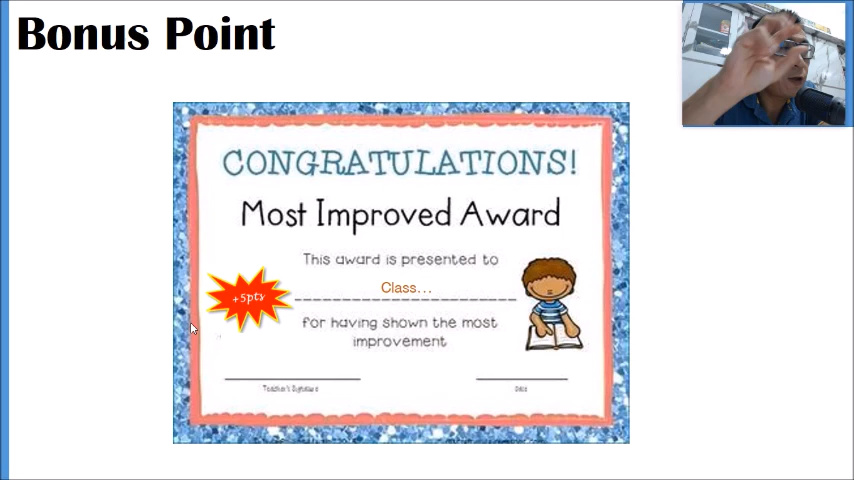 Bonus Point
CONGRATULATIONS!
Most Improved Award
This award is presented to
Class...
+5pts
for having shown the most
improvement
Teacher's Signature
Date